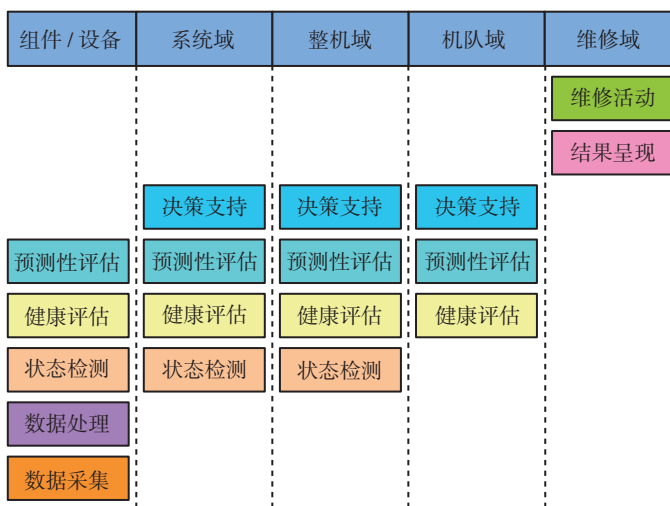 组件 / 设备 系统域 整机域 机队域 维修域
维修活动
结果呈现
决策支持 决策支持 决策支持
预测性评估 预测性评估 预测性评估 预测性评估
健康评估 健康评估 健康评估 健康评估
状态检测 状态检测 状态检测
数据处理
数据采集